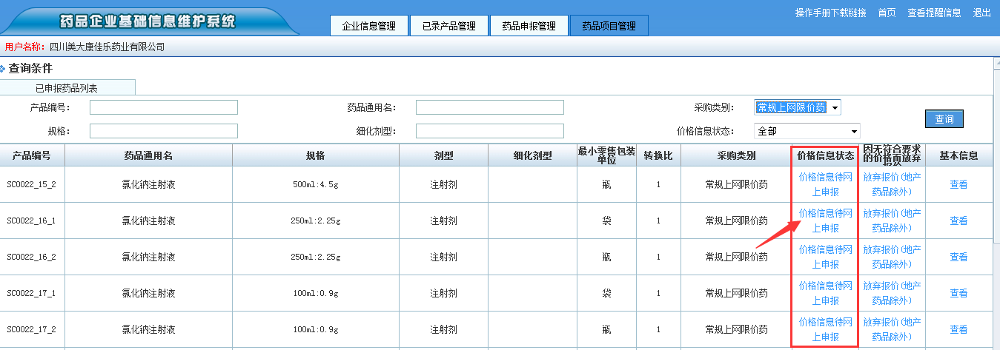 操作手册下载链接 首页 查看提醒信息 退出
药品企业基础信息维护系统
企业信息管理 已录产品管理 药品申报管理 药品项目管理
用户名称: 四川美大康佳乐药业有限公司
查询条件
已申报药品列表
产品编号: 药品通用名: 采购类别: 常规上网限价药
查询
规格: 细化剂型: 价格信息状态: 全部
产品编号 药品通用名 规格 剂型 细化剂型 最小零售包装单位 转换比 采购类别 价格信息状态 因无符合要求的价格而放弃 基本信息
SC0022_15_2 氯化钠注射液 500ml:4.5g 注射剂 瓶 1 常规上网限价药 价格信息待网上申报 放弃报价(地产药品除外) 查看
SC0022_16_1 氯化钠注射液 250ml:2.25g 注射剂 袋 1 常规上网限价药 价格信息待网上申报 放弃报价(地产药品除外) 查看
SC0022_16_2 氯化钠注射液 250ml:2.25g 注射剂 瓶 1 常规上网限价药 价格信息待网上申报 放弃报价(地产药品除外) 查看
SC0022_17_1 氯化钠注射液 100ml:0.9g 注射剂 袋 1 常规上网限价药 价格信息待网上申报 放弃报价(地产药品除外) 查看
SC0022_17_2 氯化钠注射液 100ml:0.9g 注射剂 瓶 1 常规上网限价药 价格信息待网上申报 放弃报价(地产药品除外) 查看